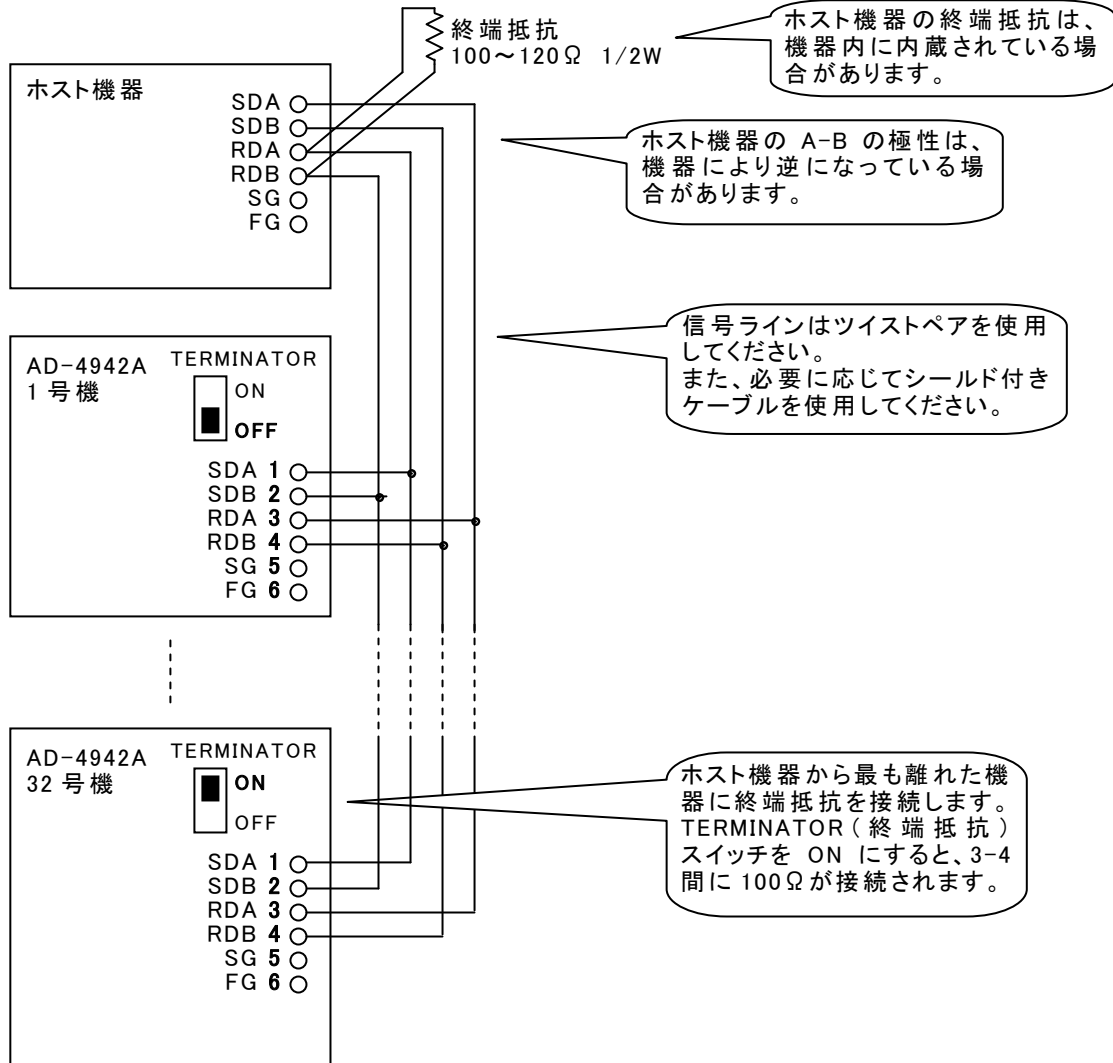 終端抵抗
100～120Ω 1/2W
ホスト機器の終端抵抗は、
機器内に内蔵されている場
合があります。
ホスト機器
SDA
SDB
RDA
RDB
SG
FG
ホスト機器の A-B の極性は、
機器により逆になっている場
合があります。
信号ラインはツイストペアを使用
してください。
また、必要に応じてシールド付き
ケーブルを使用してください。
AD-4942A
1 号機
TERMINATOR
ON
OFF
SDA 1
SDB 2
RDA 3
RDB 4
SG 5
FG 6
AD-4942A
32 号機
TERMINATOR
ON
OFF
SDA 1
SDB 2
RDA 3
RDB 4
SG 5
FG 6
ホスト機器から最も離れた機
器に終端抵抗を接続します。
TERMINATOR（終端抵抗）
スイッチを ON にすると、3-4
間に 100Ωが接続されます。